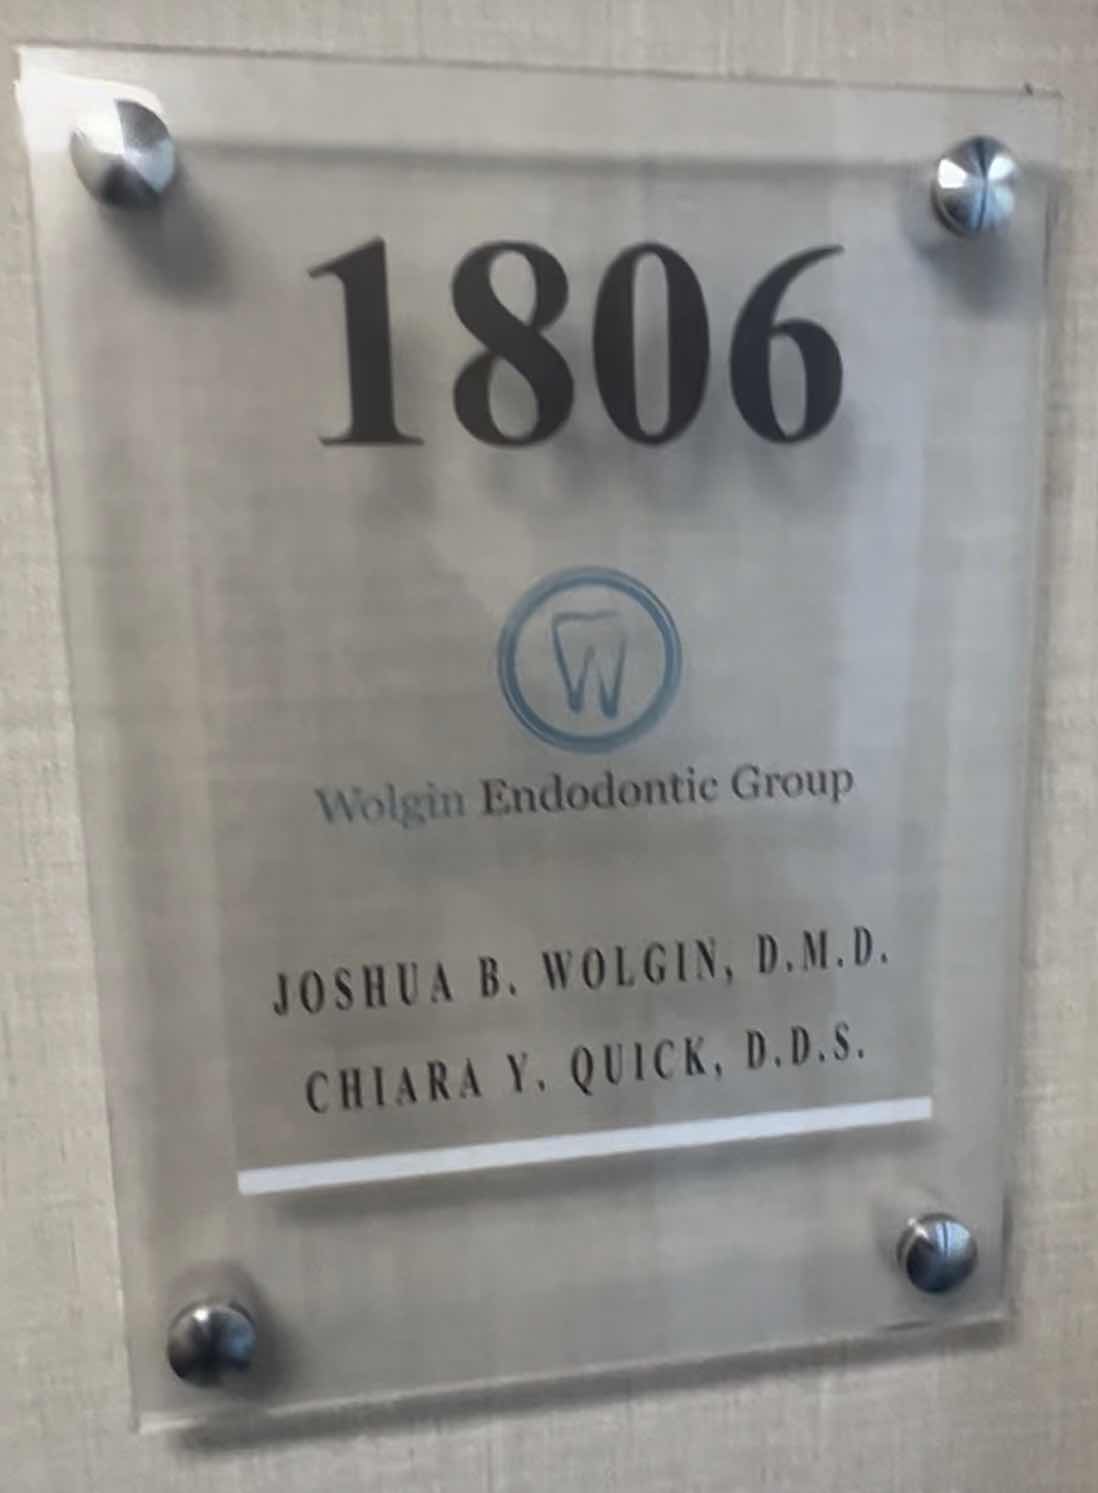 1806
Wolgin Endodontic Group
JOSHUA B. WOLGIN, D.M.D.
CHIARA Y. QUICK, D.D.S.